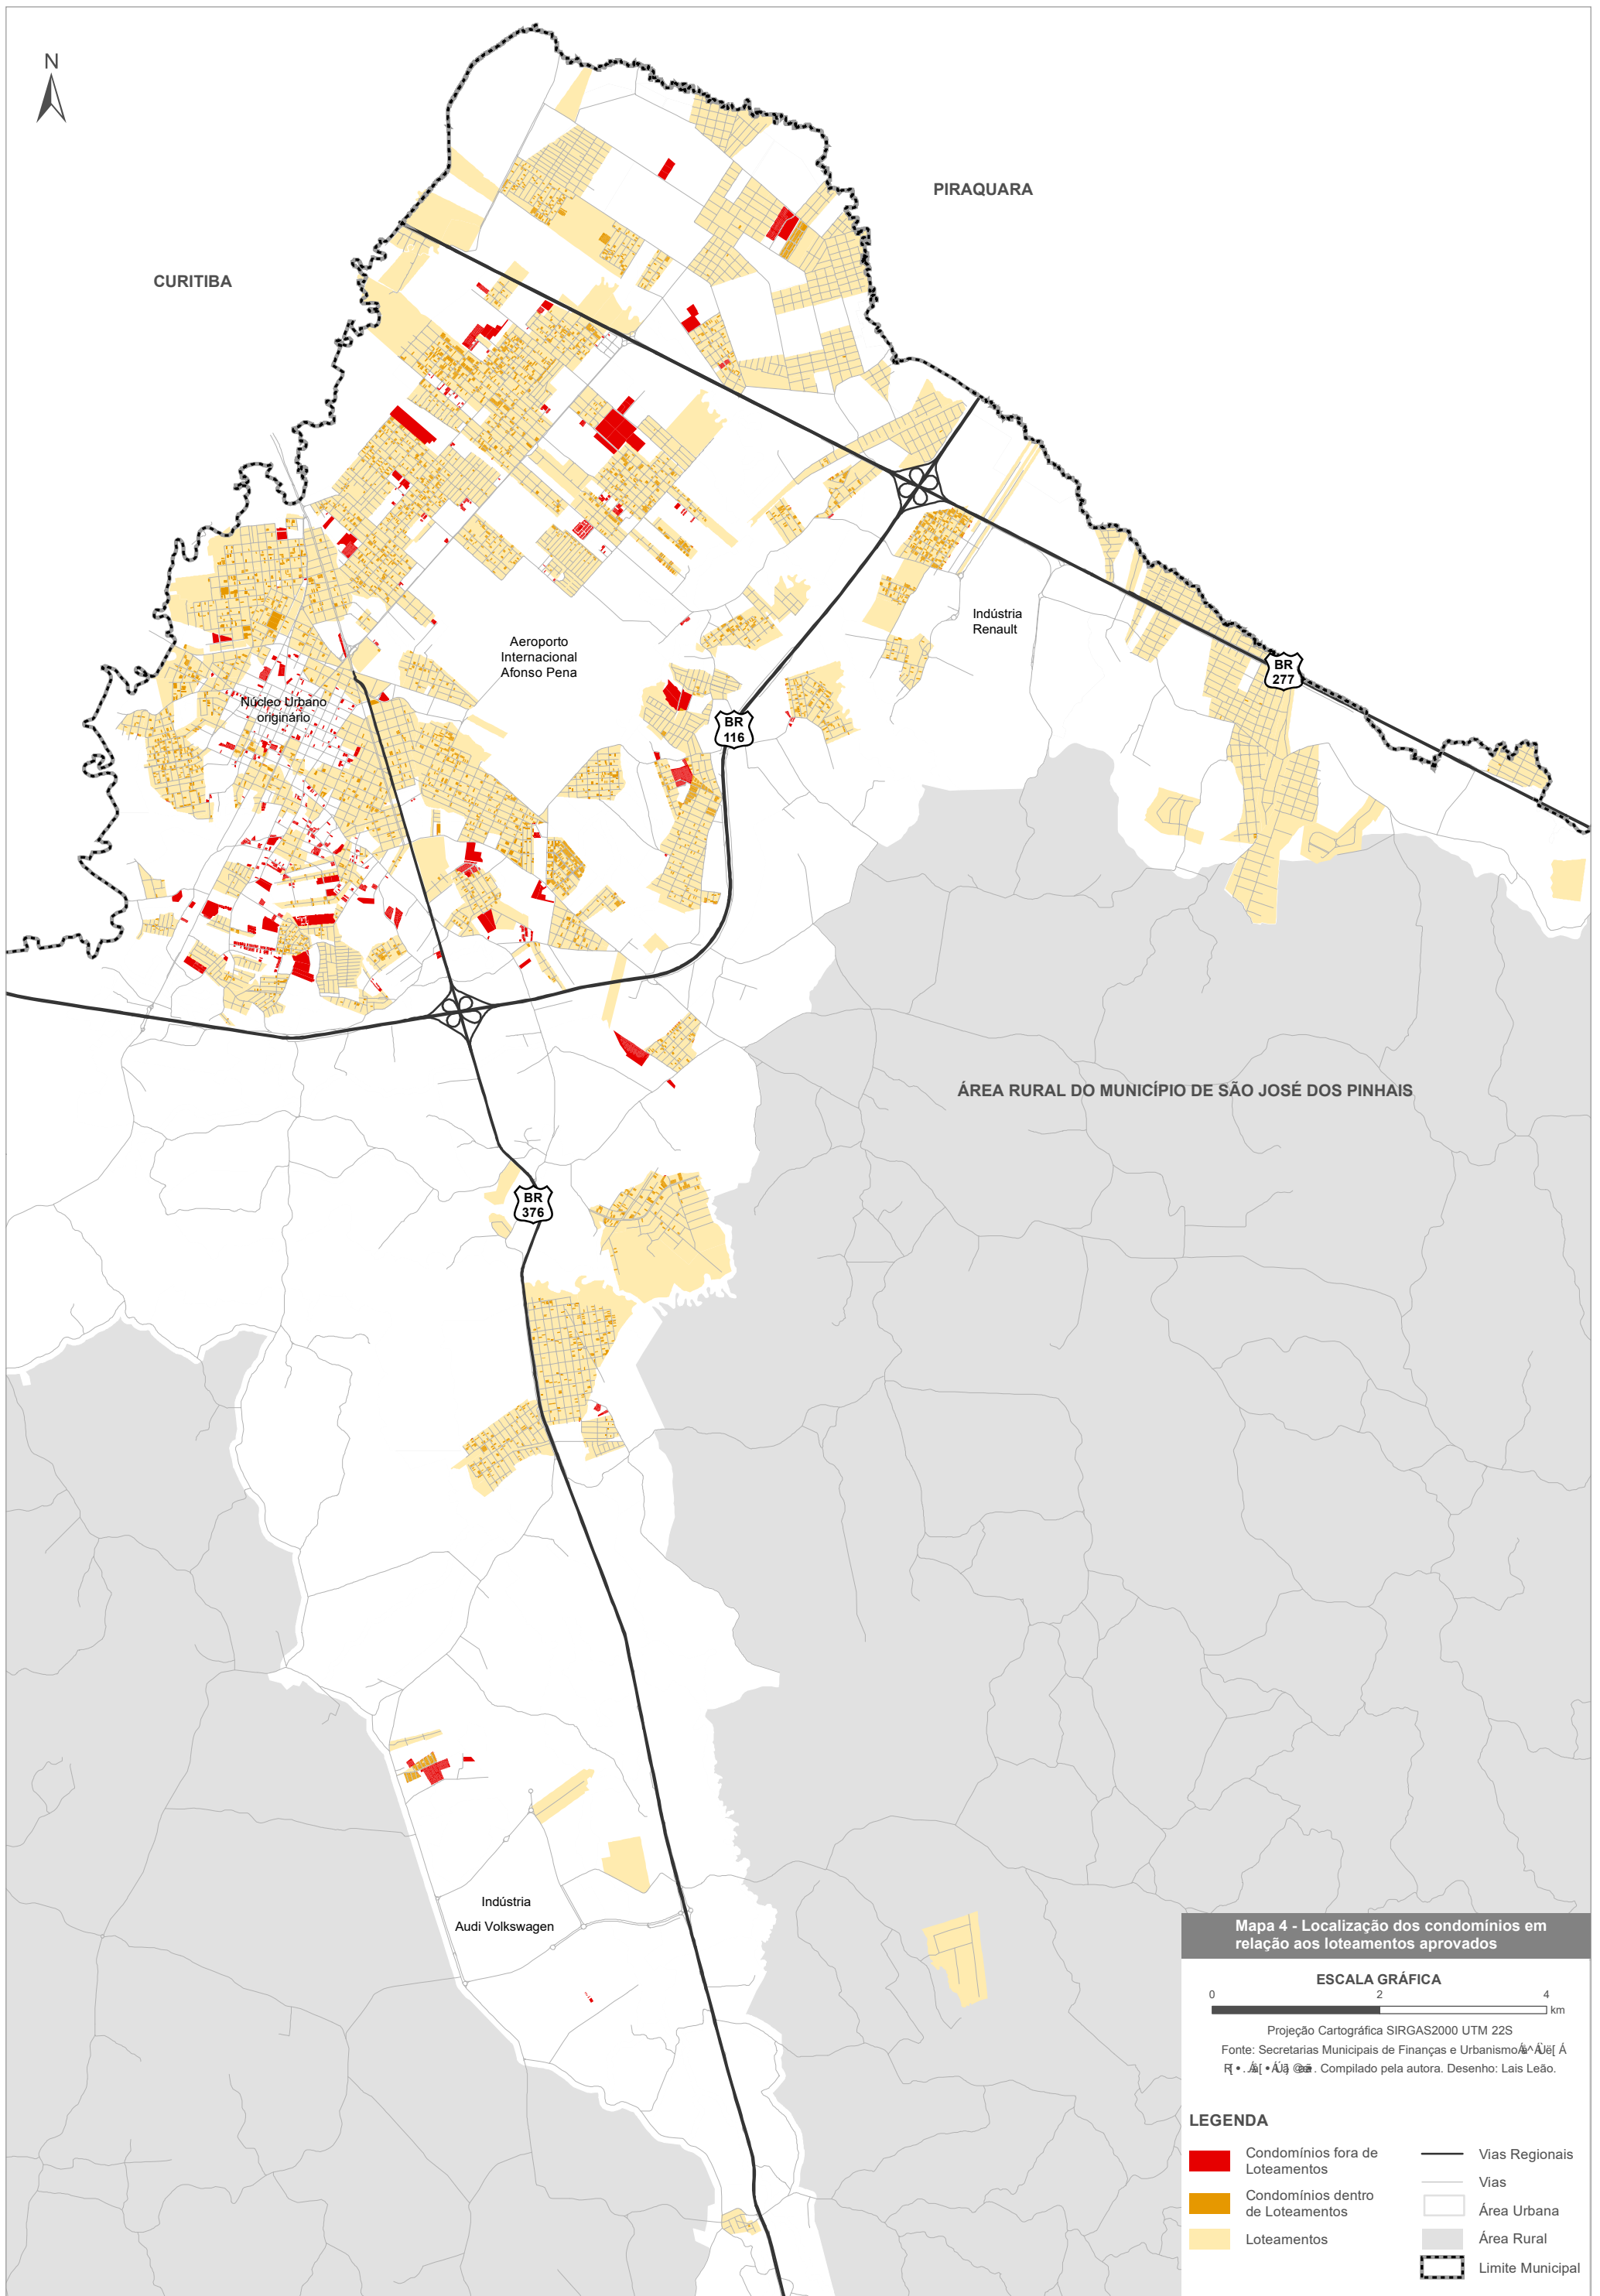 N
PIRAQUARA
CURITIBA
Indústria
Renault
Aeroporto
Internacional
Afonso Pena
BR
277
Núcleo Urbano
originário
BR
116
ÁREA RURAL DO MUNICÍPIO DE SÃO JOSÉ DOS PINHAIS
BR
376
Indústria
Audi Volkswagen
Mapa 4 - Localização dos condomínios em
relação aos loteamentos aprovados
ESCALA GRÁFICA
0 2 4
km
Projeção Cartográfica SIRGAS2000 UTM 22S
Fonte: Secretarias Municipais de Finanças e Urbanismo
. Compilado pela autora. Desenho: Lais Leão.
LEGENDA
Condomínios fora de
Loteamentos
Condomínios dentro
de Loteamentos
Loteamentos
Vias Regionais
Vias
Área Urbana
Área Rural
Limite Municipal